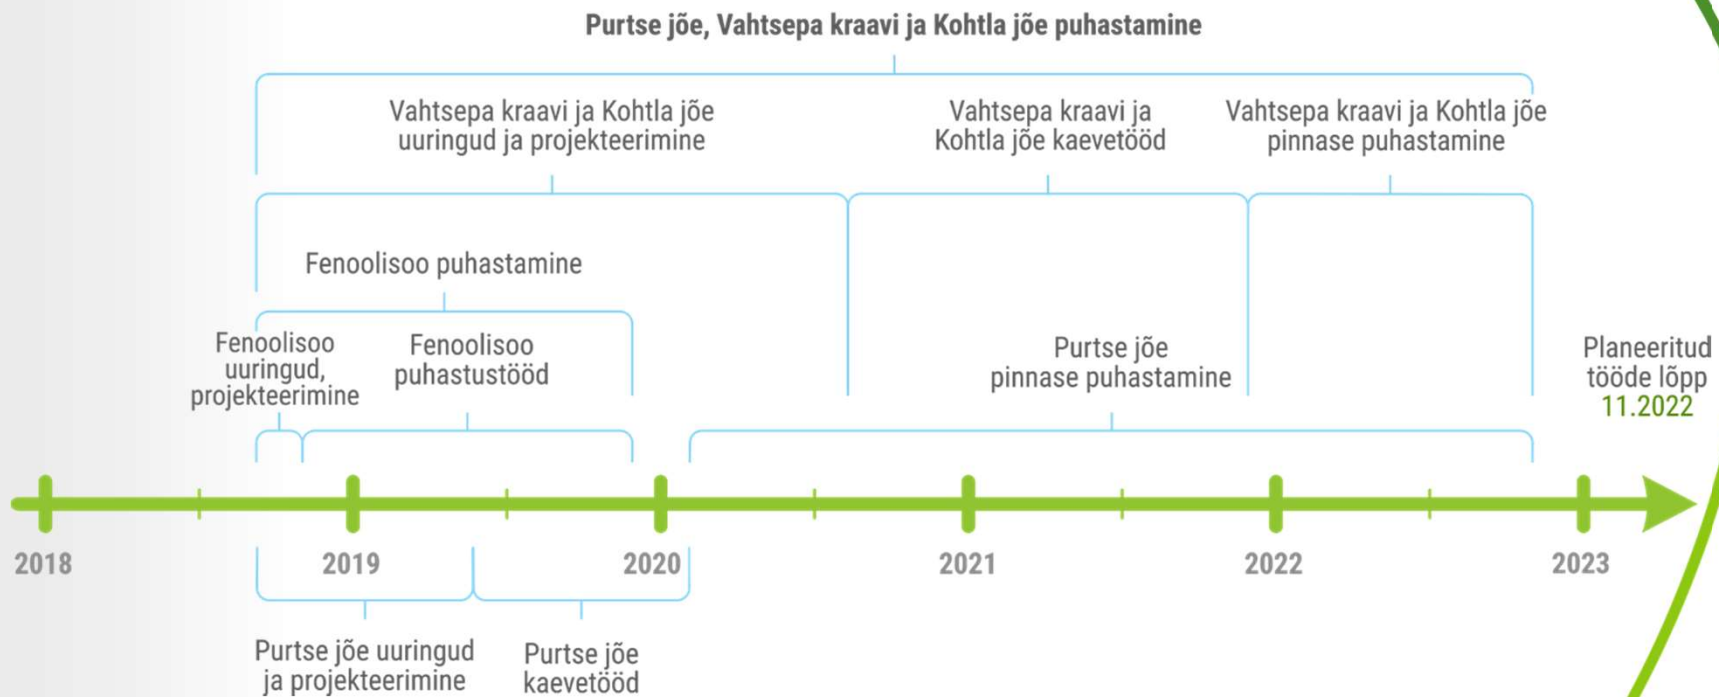 Purtse jõe, Vahtsepa kraavi ja Kohtla jõe puhastamine
Vahtsepa kraavi ja Kohtla jõe
uuringud ja projekteerimine
Vahtsepa kraavi ja
Kohtla jõe kaevetööd
Vahtsepa kraavi ja Kohtla jõe
pinnase puhastamine
Fenoolisoo puhastamine
Fenoolisoo
uuringud,
projekteerimine
Fenoolisoo
puhastustööd
Purtse jõe
pinnase puhastamine
Planeeritud
tööde lõpp
11.2022
2018
2019
2020
2021
2022
2023
Purtse jõe uuringud
ja projekteerimine
Purtse jõe
kaevetööd